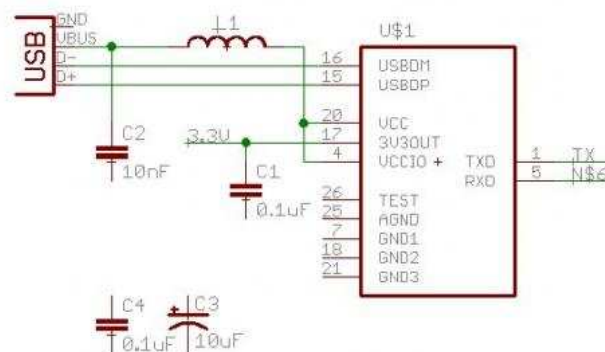 USB
GND
VBUS
D-
D+
L1
C2
10nF
3.3V
C1
0.1uF
U$1
16 USBDM
15 USBDP
20 VCC
17 3V3OUT
4 VCCIO +
26 TEST
25 AGND
7 GND1
18 GND2
21 GND3
TXD 1 TX
RXD 5 N$6
C4
0.1uF
C3
10uF